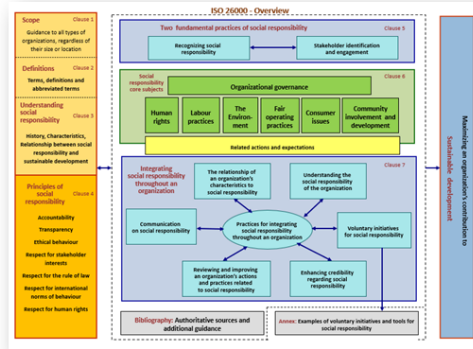 ISO 26000 - Overview
Scope Clause 1
Guidance to all types of
organizations, regardless of
their size or location
Definitions Clause 2
Terms, definitions and
abbreviated terms
Understanding
social
responsibility Clause 3
History, Characteristics,
Relationship between social
responsibility and
sustainable development
Principles of
social
responsibility Clause 4
Accountability
Transparency
Ethical behaviour
Respect for stakeholder
interests
Respect for the rule of law
Respect for international
norms of behaviour
Respect for human rights
Two fundamental practices of social responsibility Clause 5
Recognizing social
responsibility
Stakeholder identification
and engagement
Social
responsibility
core subjects
Clause 6
Organizational governance
Human
rights
Labour
practices
The
Environ-
ment
Fair
operating
practices
Consumer
issues
Community
involvement and
development
Related actions and expectations
Integrating
social responsibility
throughout an
organization
Clause 7
The relationship of
an organization's
characteristics to
social responsibility
Understanding the
social responsibility
of the organization
Communication
on social responsibility
Practices for integrating
social responsibility
throughout an organization
Voluntary initiatives
for social responsibility
Reviewing and improving
an organization's actions
and practices related
to social responsibility
Enhancing credibility
regarding social
responsibility
Bibliography: Authoritative sources and
additional guidance
Annex: Examples of voluntary initiatives and tools for
social responsibility
Maximizing an organization's contribution to
Sustainable development